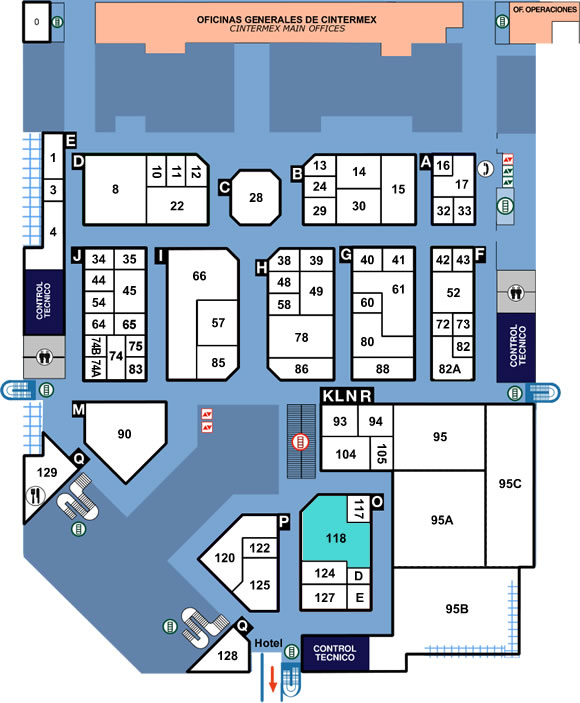 0
OFICINAS GENERALES DE CINTERMEX
CINTERMEX MAIN OFFICES
OF. OPERACIONES
E
1
3
4
D
8
10
11
12
22
C
28
B
13
14
15
24
29
30
A
16
17
32
33
CONTROL
TECNICO
J
34
35
44
45
54
64
65
74B
74A
74
75
83
I
66
57
85
H
38
39
48
49
58
78
86
G
40
41
60
61
80
88
F
42
43
52
72
73
82
82A
CONTROL
TECNICO
M
90
K L N R
93
94
95
104
105
95A
95C
95B
Q
129
P
120
122
125
O
117
118
124
D
127
E
Q
128
Hotel
CONTROL
TECNICO